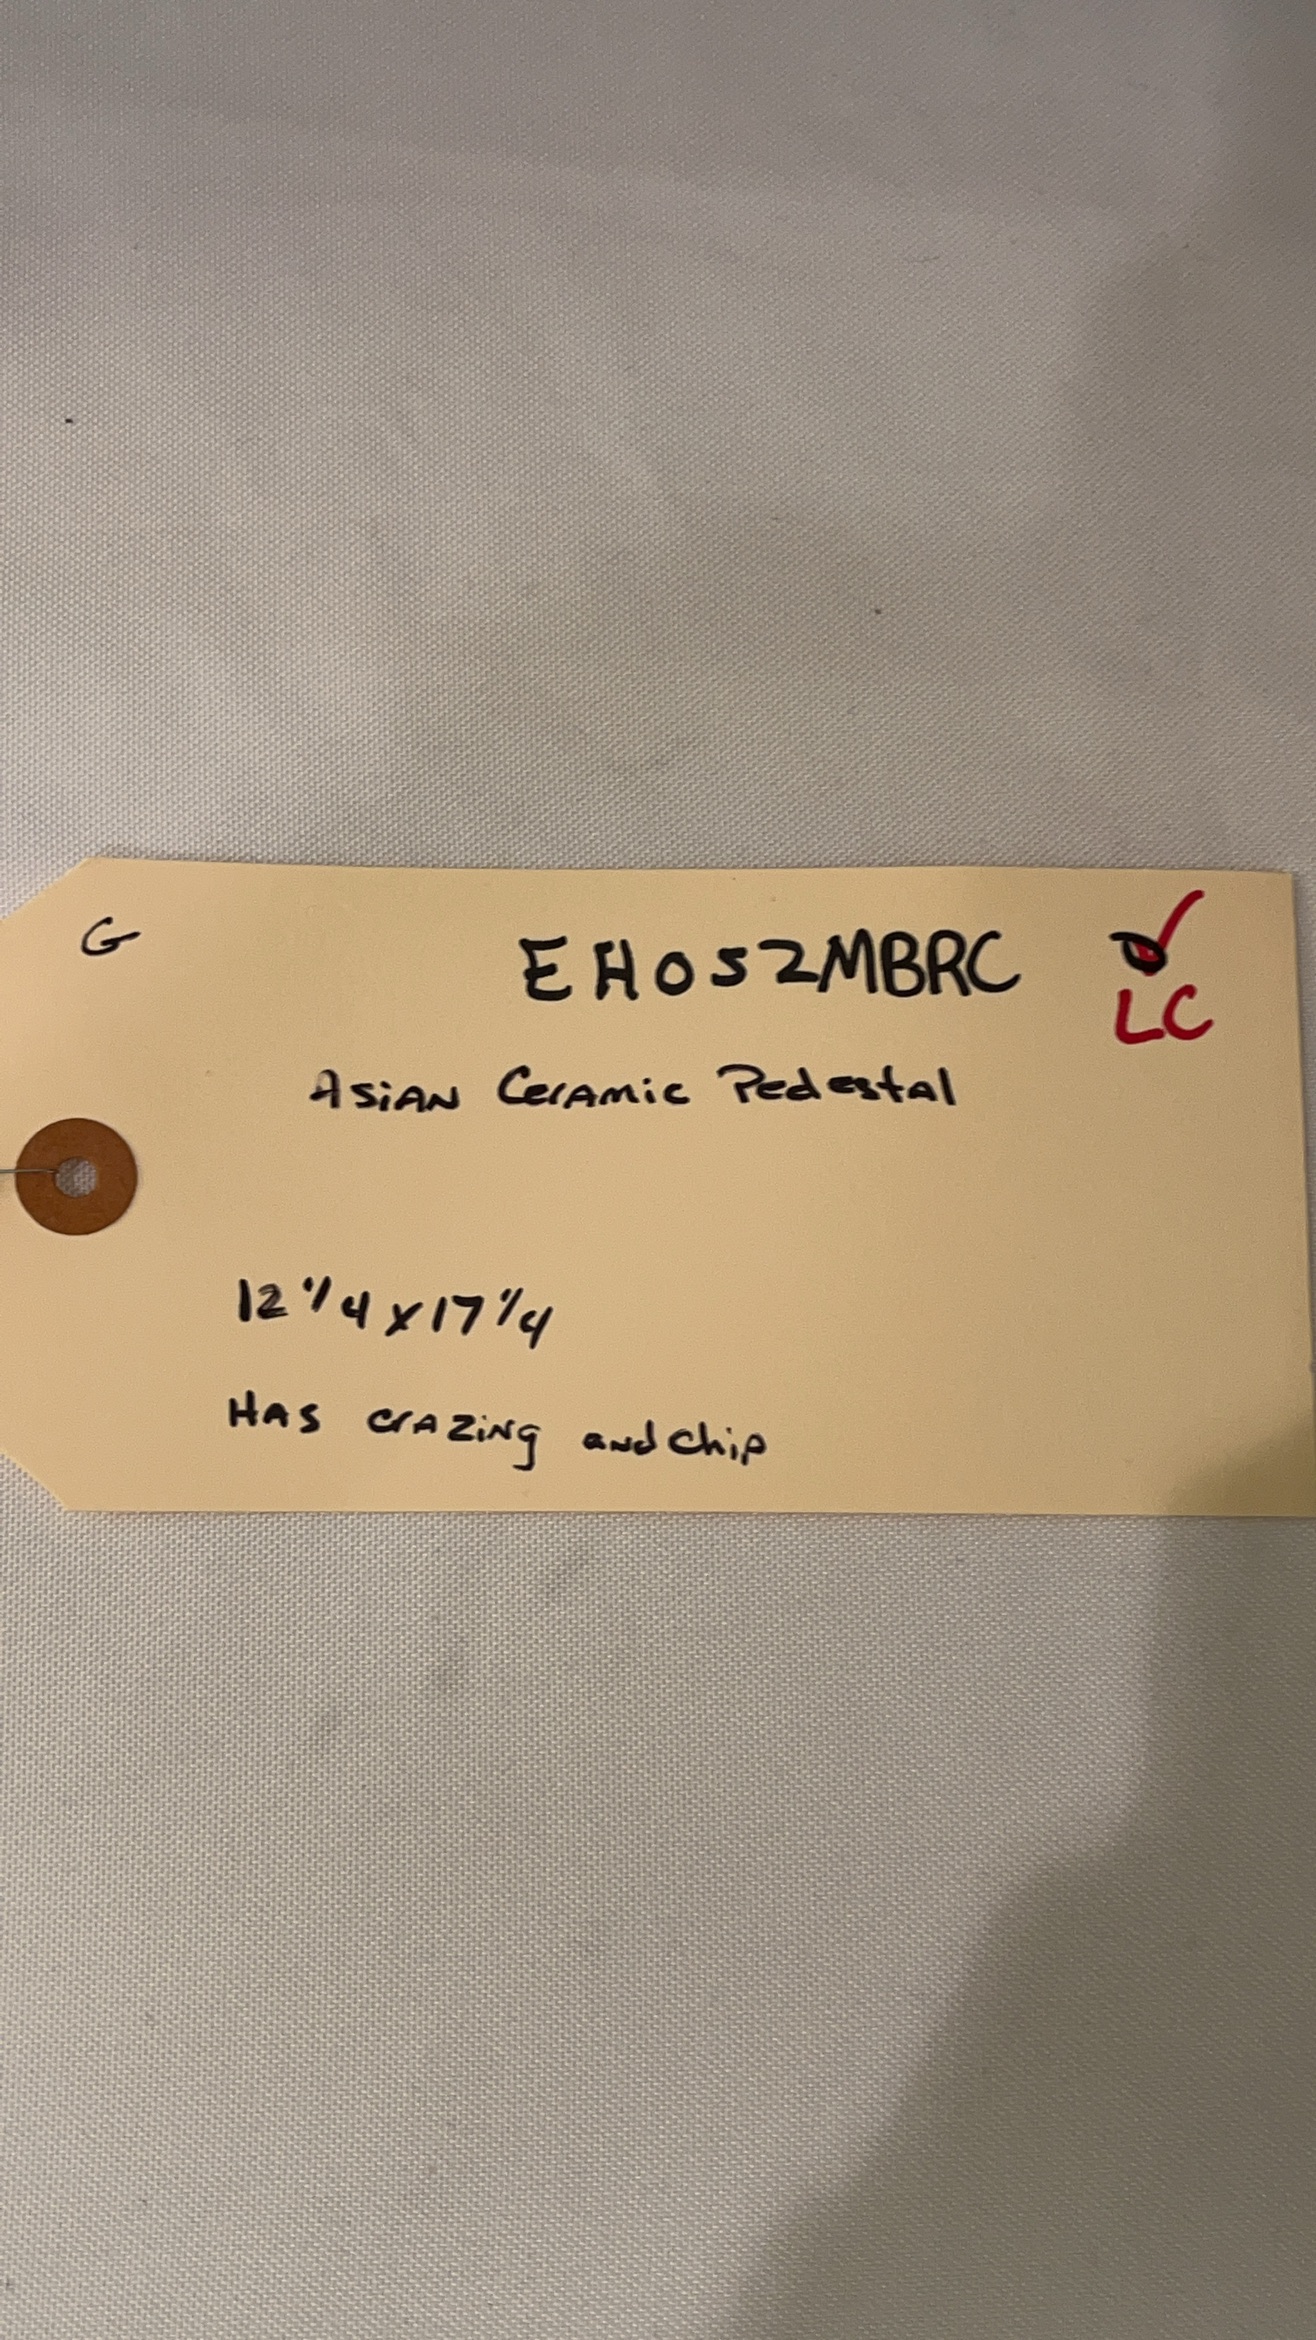 G
EH052MBRC ✓
LC
Asian Ceramic Pedestal
12 1/4 x 17 1/4
Has crazing and chip